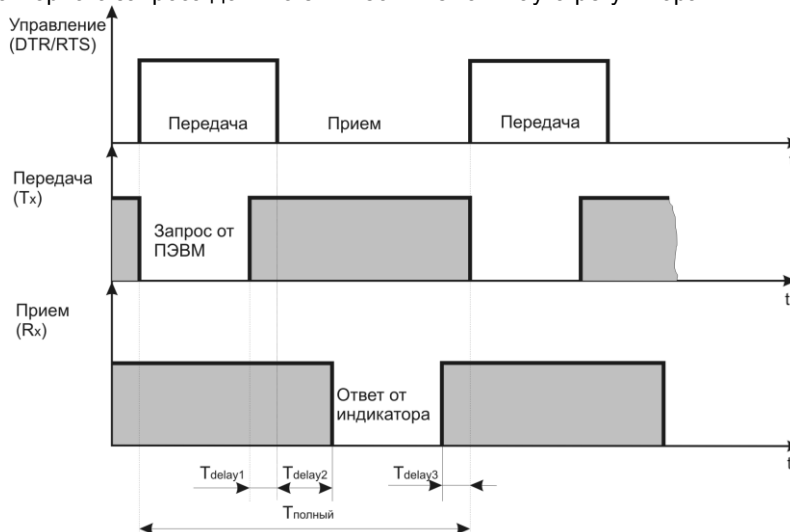 запроса
Управление
(DTR/RTS)
Передача
Прием
Передача
Передача
(Tx)
Запрос от
ПЭВМ
t
Прием
(Rx)
Ответ от
индикатора
t
Tdelay1
Tdelay2
Tdelay3
Tполный